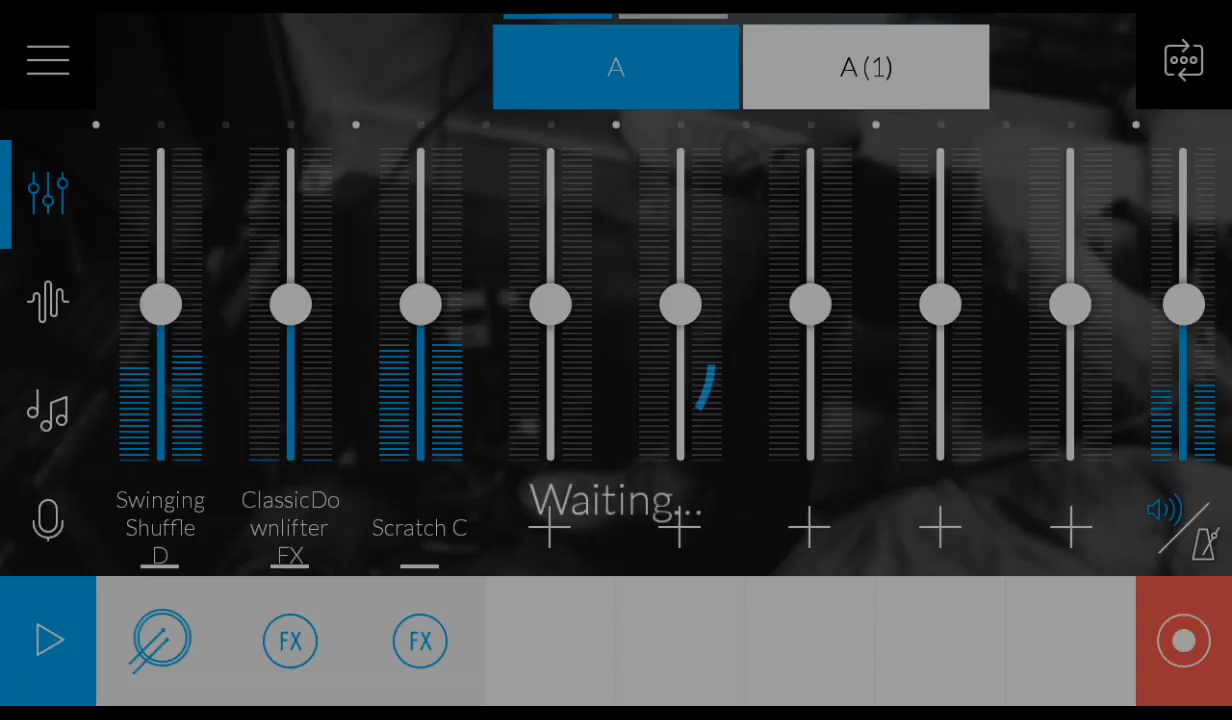 A
A (1)
Swinging
Shuffle
D
ClassicDo
wnlifter
FX
Scratch C
Waiting...
FX
FX